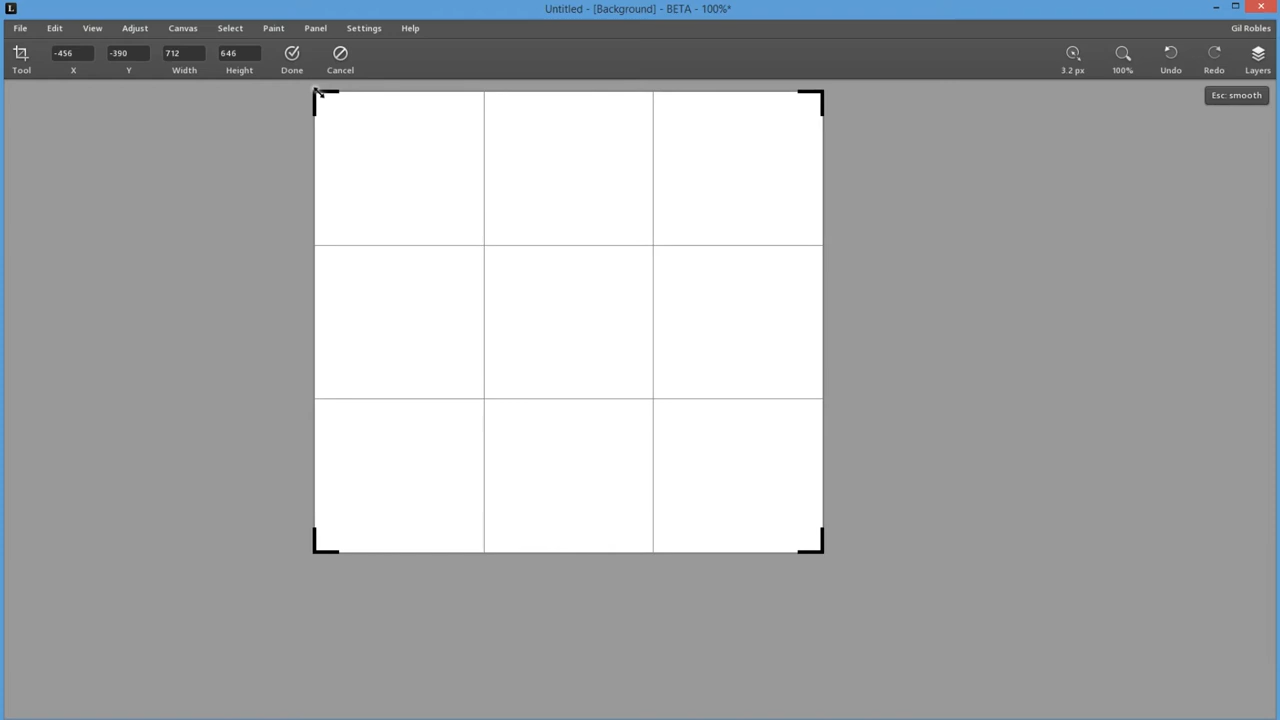 L
Untitled - [Background] - BETA - 100%*
File Edit View Adjust Canvas Select Paint Panel Settings Help Gil Robles
-456 -390 712 646
Tool X Y Width Height Done Cancel 3.2 px 100% Undo Redo Layers
Esc: smooth